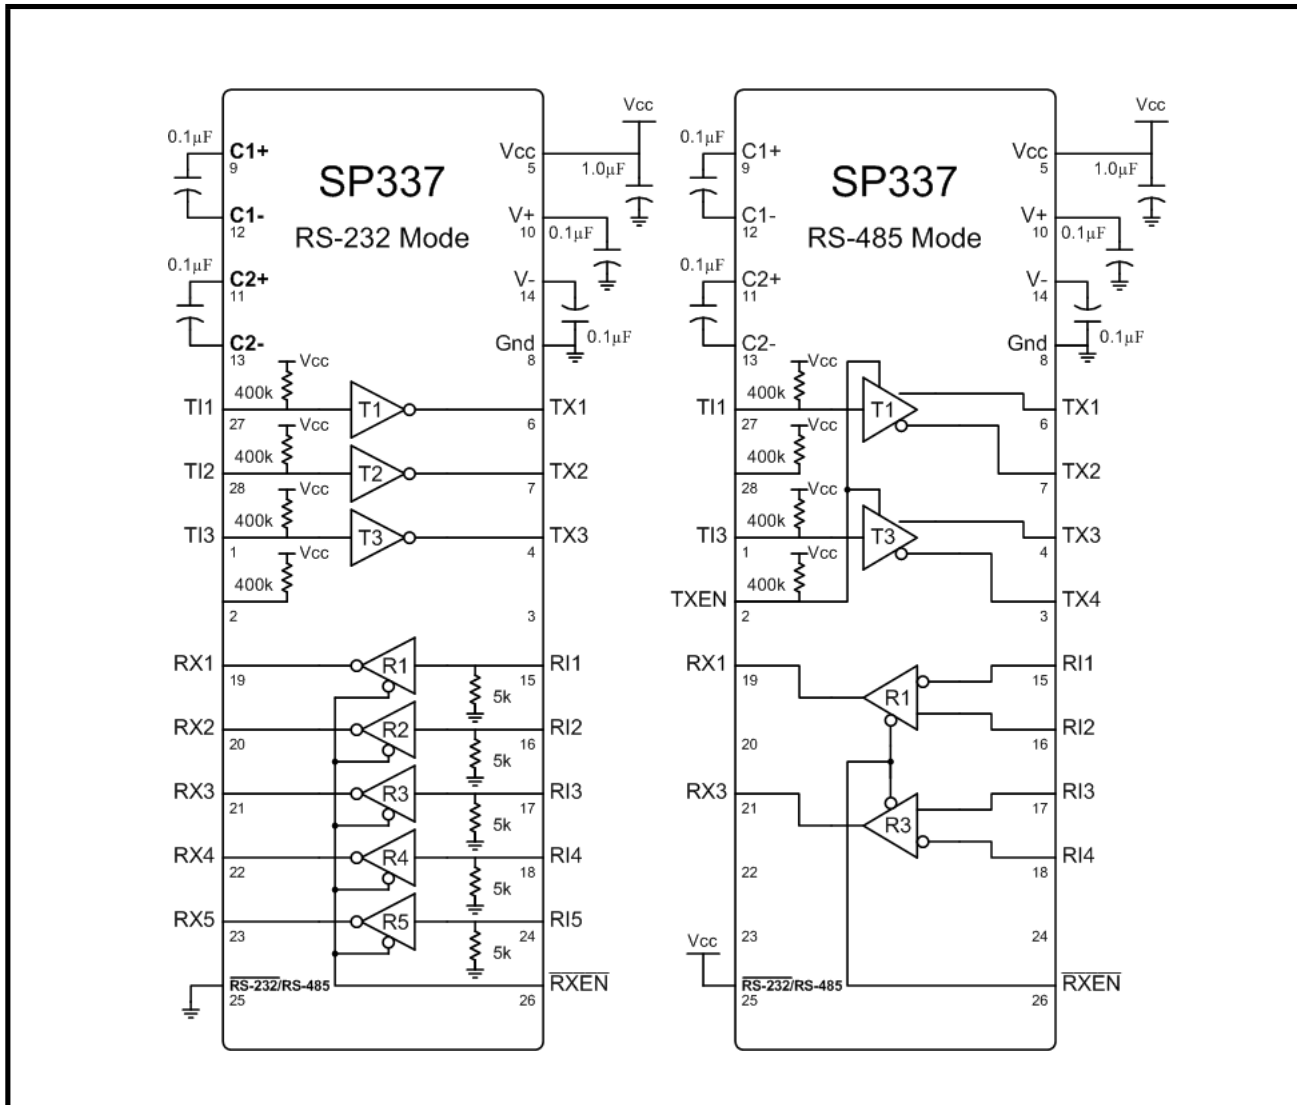 Vcc
0.1µF
C1+
9
Vcc
5
1.0µF
SP337
RS-232 Mode
C1-
12
V+
10
0.1µF
0.1µF
C2+
11
V-
14
0.1µF
C2-
13
Gnd
8
Vcc
400k
TI1
27
T1
TX1
6
Vcc
400k
TI2
28
T2
TX2
7
Vcc
400k
TI3
1
T3
TX3
4
Vcc
400k
2
3
RX1
19
R1
RI1
15
5k
RX2
20
R2
RI2
16
5k
RX3
21
R3
RI3
17
5k
RX4
22
R4
RI4
18
5k
RX5
23
R5
RI5
24
5k
RS-232/RS-485
25
RXEN
26
Vcc
0.1µF
C1+
9
Vcc
5
1.0µF
SP337
RS-485 Mode
C1-
12
V+
10
0.1µF
0.1µF
C2+
11
V-
14
0.1µF
C2-
13
Gnd
8
Vcc
400k
TI1
27
T1
TX1
6
Vcc
400k
28
TX2
7
Vcc
400k
TI3
1
T3
TX3
4
Vcc
400k
TXEN
2
TX4
3
RX1
19
R1
RI1
15
20
RI2
16
RX3
21
R3
RI3
17
22
RI4
18
23
24
Vcc
RS-232/RS-485
25
RXEN
26